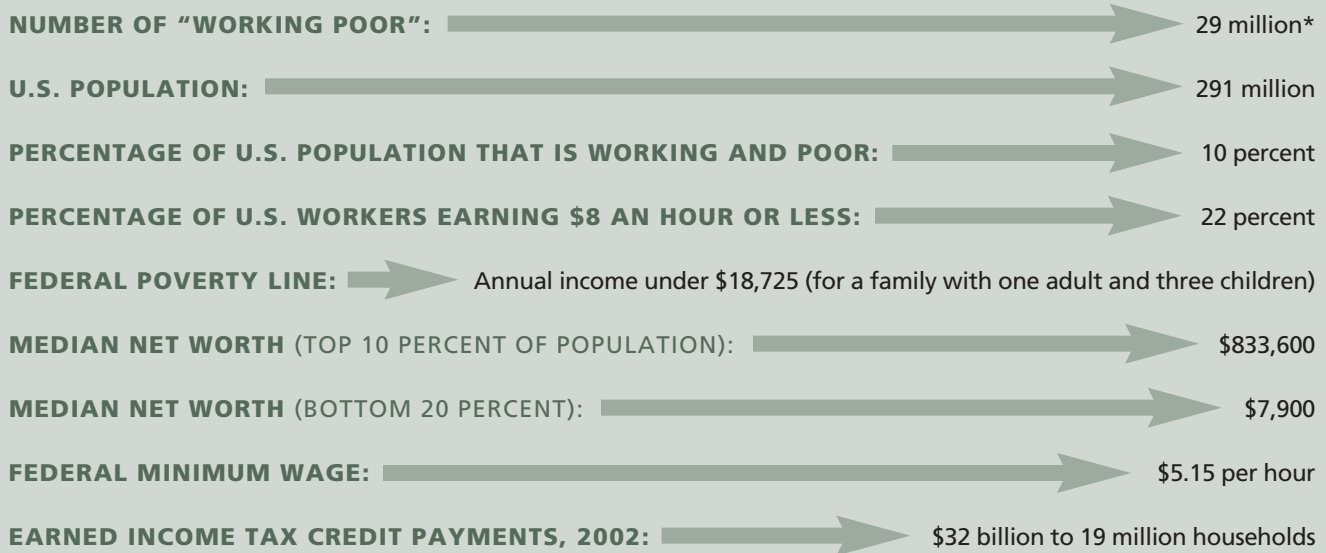 NUMBER OF “WORKING POOR”: 29 million*
U.S. POPULATION: 291 million
PERCENTAGE OF U.S. POPULATION THAT IS WORKING AND POOR: 10 percent
PERCENTAGE OF U.S. WORKERS EARNING $8 AN HOUR OR LESS: 22 percent
FEDERAL POVERTY LINE: Annual income under $18,725 (for a family with one adult and three children)
MEDIAN NET WORTH (TOP 10 PERCENT OF POPULATION): $833,600
MEDIAN NET WORTH (BOTTOM 20 PERCENT): $7,900
FEDERAL MINIMUM WAGE: $5.15 per hour
EARNED INCOME TAX CREDIT PAYMENTS, 2002: $32 billion to 19 million households